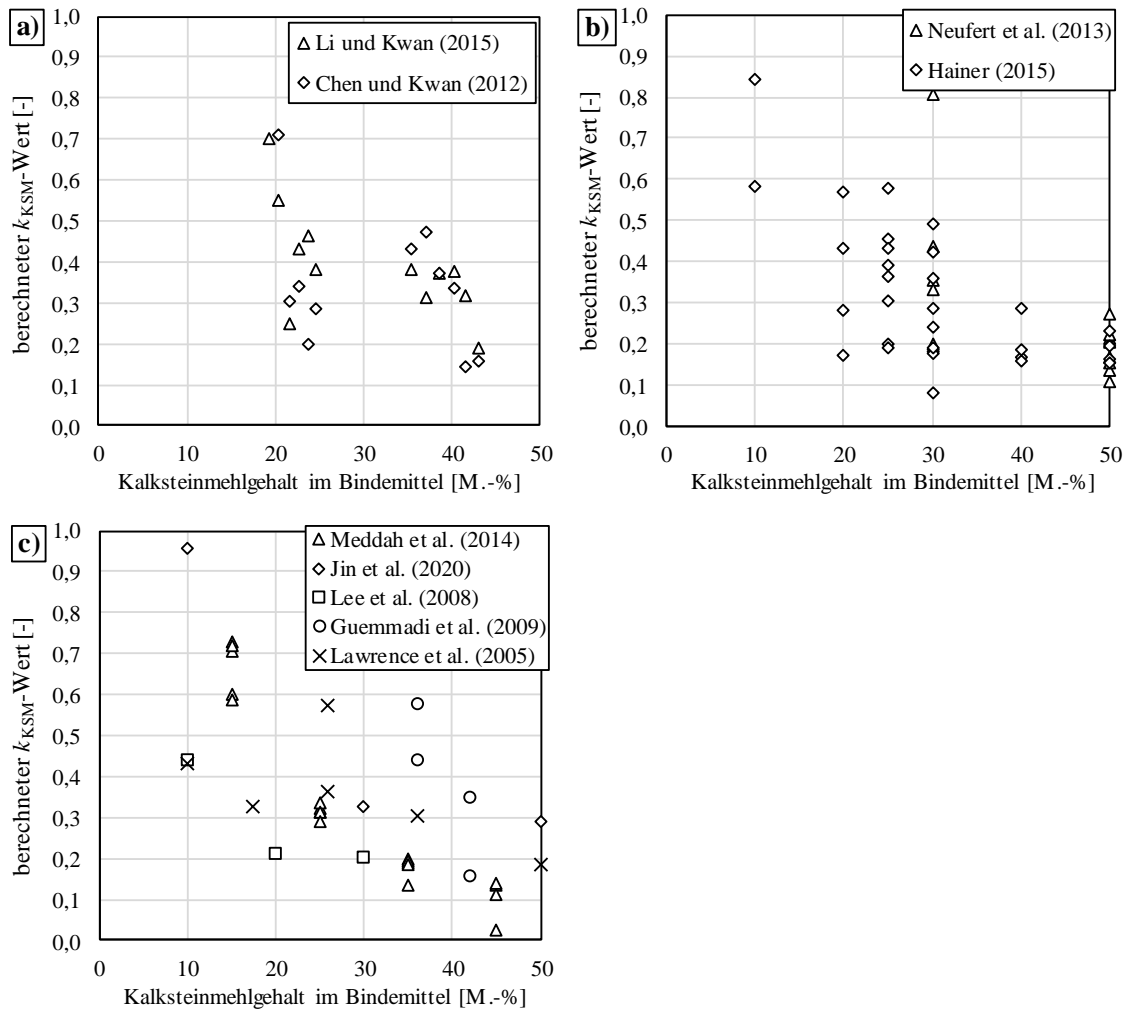 a)
Li und Kwan (2015)
Chen und Kwan (2012)
1,0
0,9
0,8
0,7
0,6
0,5
0,4
0,3
0,2
0,1
0,0
berechneter kKSM-Wert [-]
0 10 20 30 40 50
Kalksteinmehlgehalt im Bindemittel [M.-%]
b)
Neufert et al. (2013)
Hainer (2015)
1,0
0,9
0,8
0,7
0,6
0,5
0,4
0,3
0,2
0,1
0,0
berechneter kKSM-Wert [-]
0 10 20 30 40 50
Kalksteinmehlgehalt im Bindemittel [M.-%]
c)
Meddah et al. (2014)
Jin et al. (2020)
Lee et al. (2008)
Guemmadi et al. (2009)
Lawrence et al. (2005)
1,0
0,9
0,8
0,7
0,6
0,5
0,4
0,3
0,2
0,1
0,0
berechneter kKSM-Wert [-]
0 10 20 30 40 50
Kalksteinmehlgehalt im Bindemittel [M.-%]